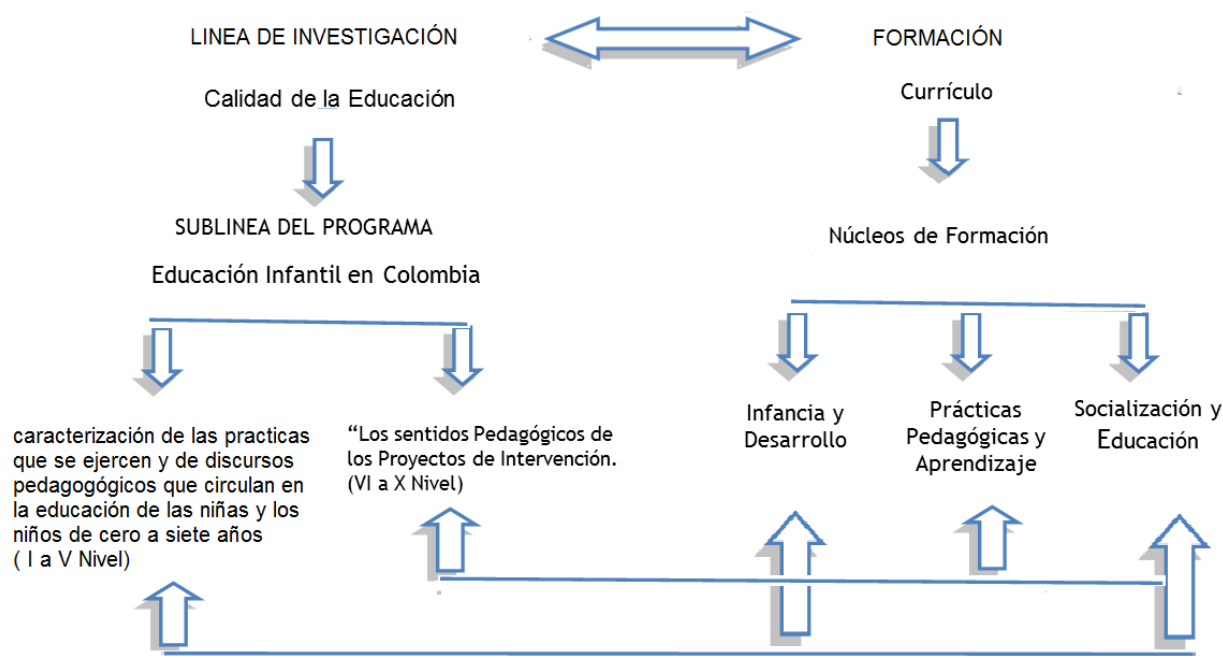 LINEA DE INVESTIGACIÓN
FORMACIÓN
Calidad de la Educación
Currículo
SUBLINEA DEL PROGRAMA
Núcleos de Formación
Educación Infantil en Colombia
caracterización de las practicas
que se ejercen y de discursos
pedagogógicos que circulan en
la educación de las niñas y los
niños de cero a siete años
( I a V Nivel)
“Los sentidos Pedagógicos de
los Proyectos de Intervención.
(VI a X Nivel)
Infancia y
Desarrollo
Prácticas
Pedagógicas y
Aprendizaje
Socialización y
Educación